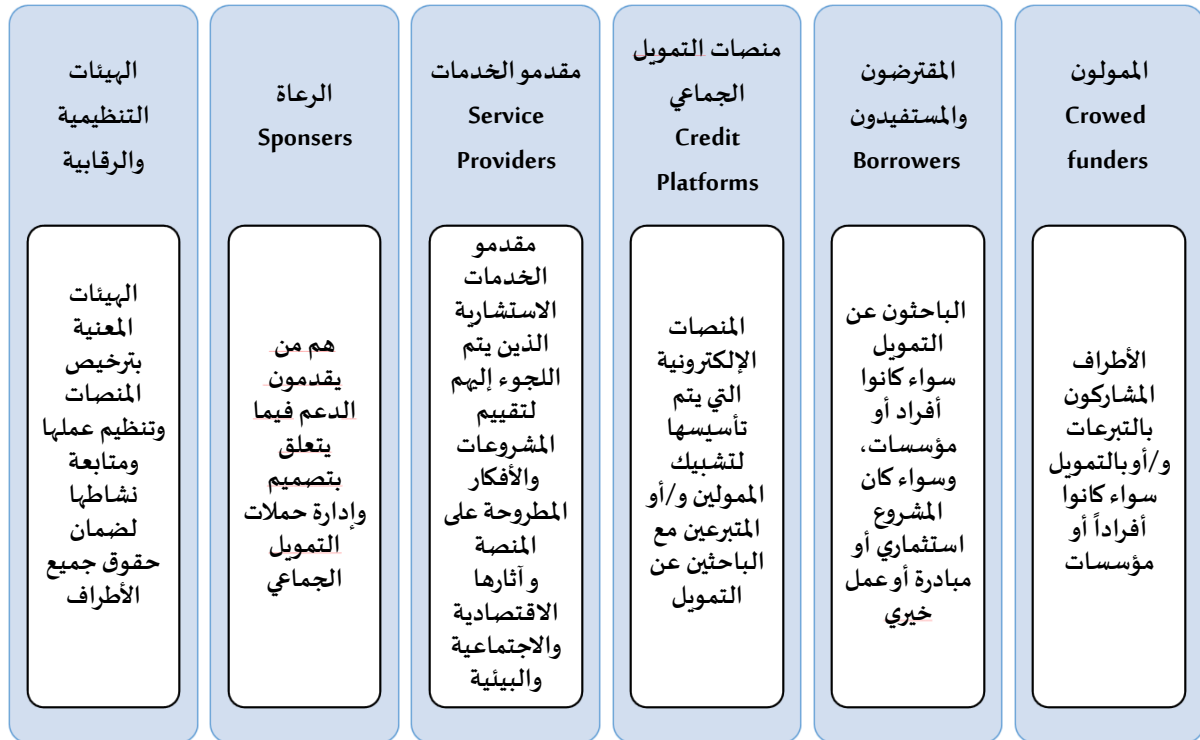 الممولون
Crowed
funders
الأطراف
المشاركون
بالتبرعات
و/أو بالتمويل
سواء كانوا
أفراداً أو
مؤسسات
المقترضون
والمستفيدون
Borrowers
الباحثون عن
التمويل
سواء كانوا
أفراد أو
مؤسسات،
وسواء كان
المشروع
استثماري أو
مبادرة أو عمل
خيري
منصات التمويل
الجماعي
Credit
Platforms
المنصات
الإلكترونية
التي يتم
تأسيسها
لتشبيك
الممولين و/أو
المتبرعين مع
الباحثين عن
التمويل
مقدمو الخدمات
Service
Providers
مقدمو
الخدمات
الاستشارية
الذين يتم
اللجوء إليهم
لتقييم
المشروعات
والأفكار
المطروحة على
المنصة
وآثارها
الاقتصادية
والاجتماعية
والبيئية
الرعاة
Sponsers
هم من
يقدمون
الدعم فيما
يتعلق
بتصميم
وإدارة حملات
التمويل
الجماعي
الهيئات
التنظيمية
والرقابية
الهيئات
المعنية
بترخيص
المنصات
وتنظيم عملها
ومتابعة
نشاطها
لضمان
حقوق جميع
الأطراف